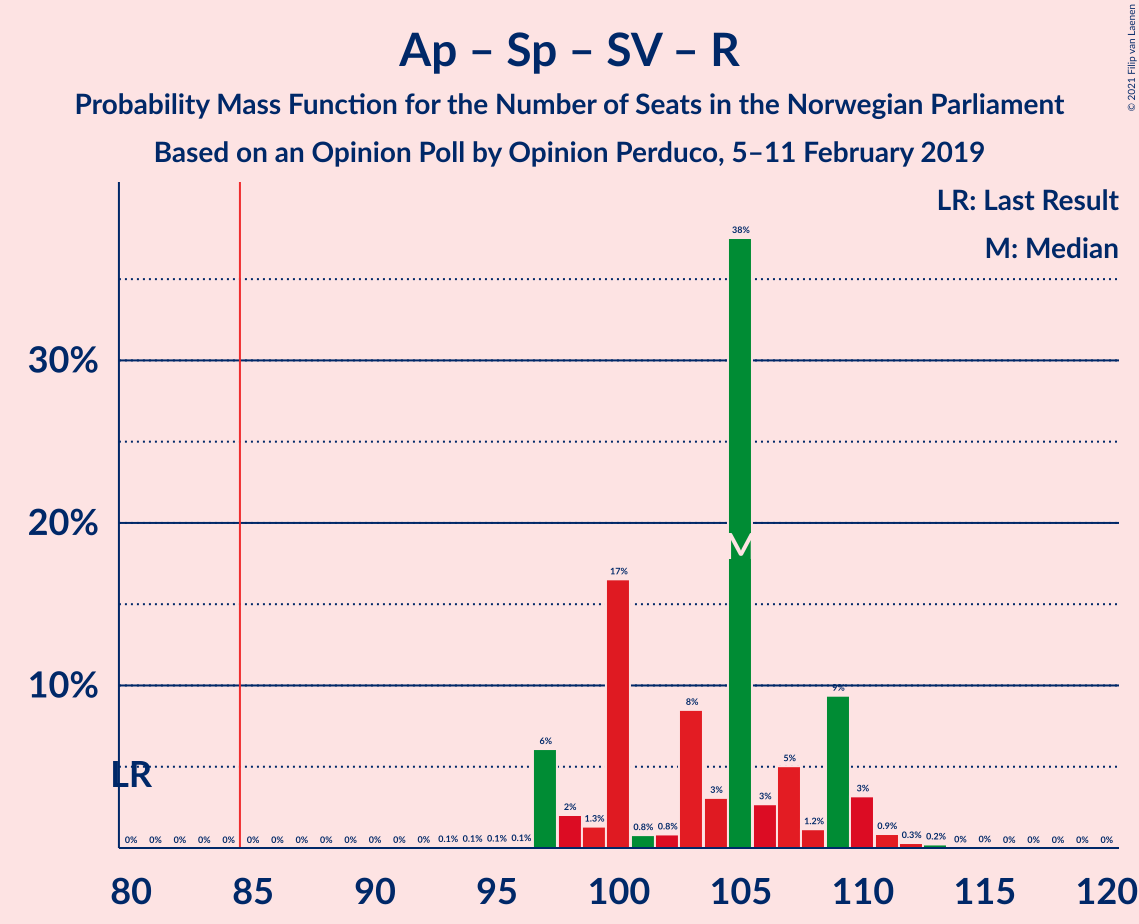 © 2021 Filip van Laenen
Ap – Sp – SV – R
Probability Mass Function for the Number of Seats in the Norwegian Parliament
Based on an Opinion Poll by Opinion Perduco, 5–11 February 2019
LR: Last Result
M: Median
38%
30%
20%
M
17%
10%
9%
8%
6%
5%
LR
0% 0% 0% 0% 0% 0% 0% 0% 0% 0% 0% 0% 0% 0.1% 0.1% 0.1% 0.1% 2% 1.3% 0.8% 0.8% 3% 3% 1.2% 3% 0.9% 0.3% 0.2% 0% 0% 0% 0% 0% 0% 0%
80 85 90 95 100 105 110 115 120